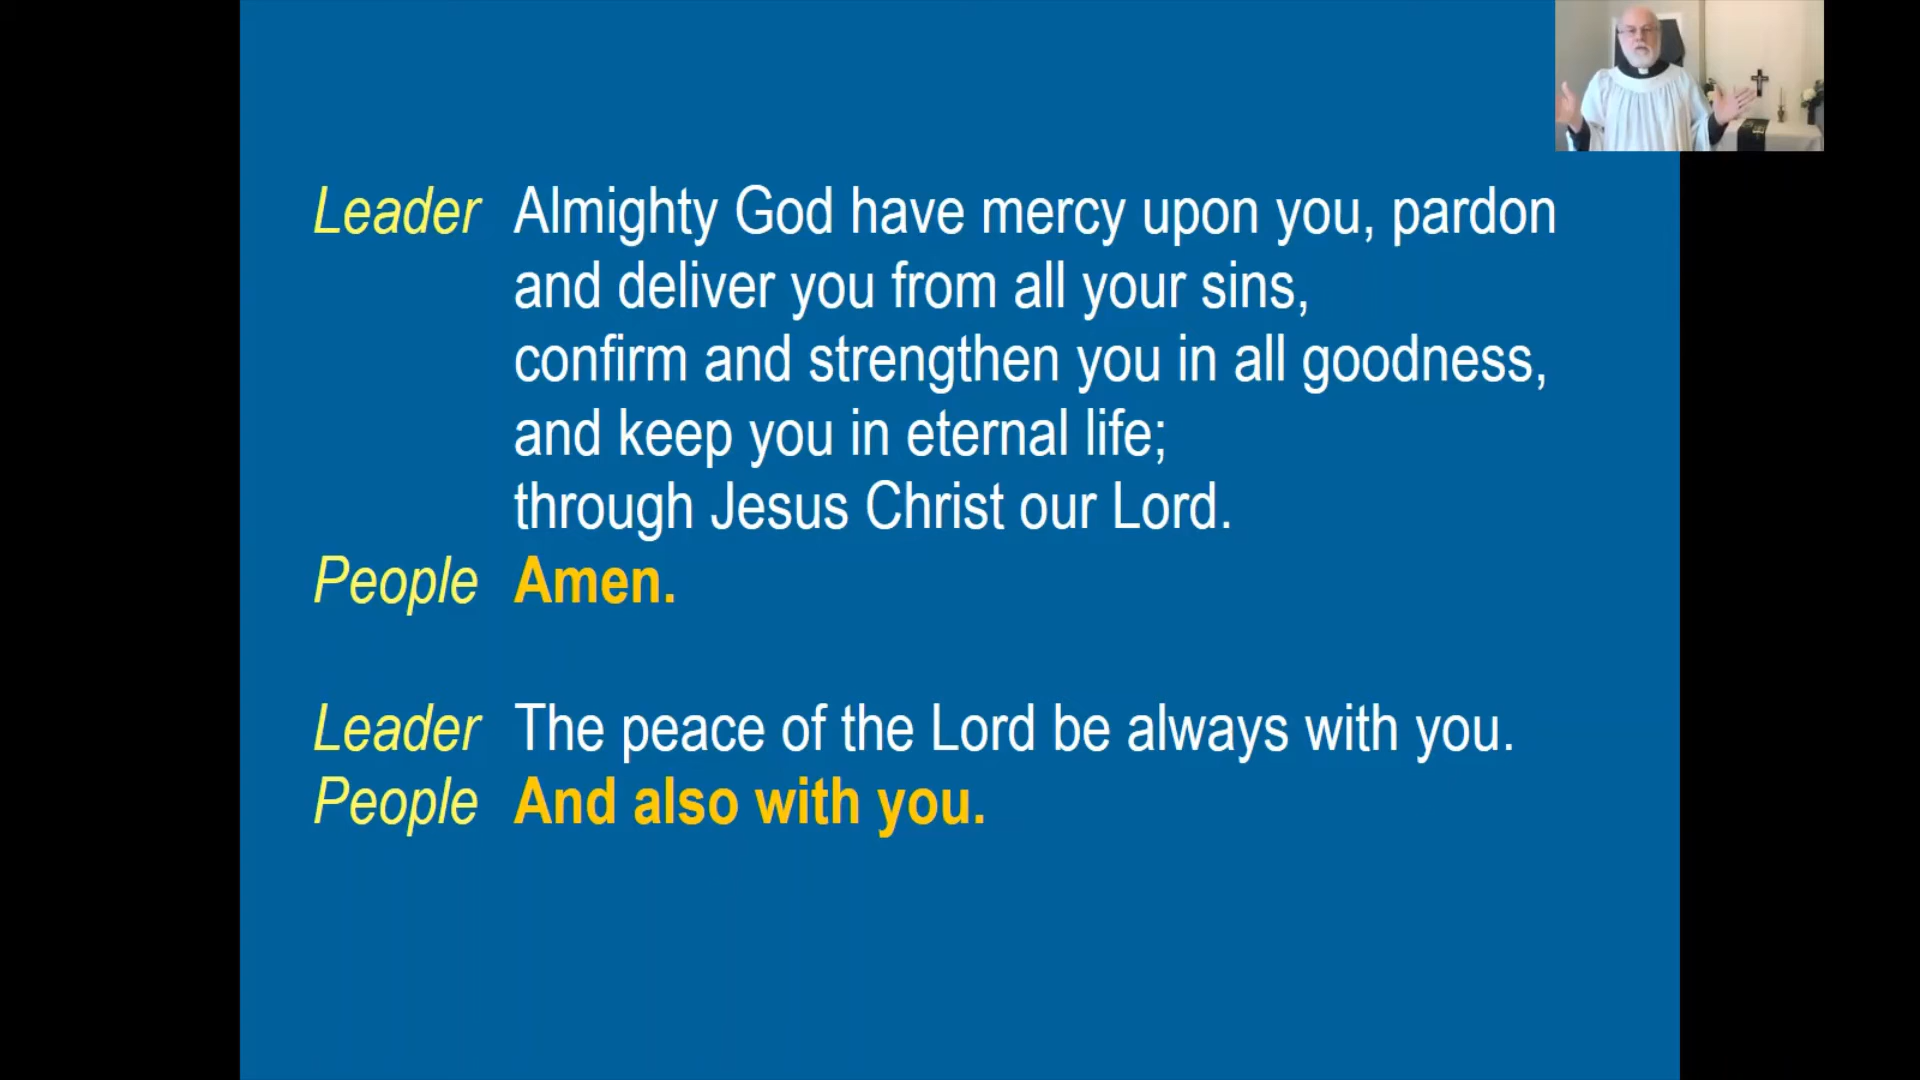 Leader Almighty God have mercy upon you, pardon
and deliver you from all your sins,
confirm and strengthen you in all goodness,
and keep you in eternal life;
through Jesus Christ our Lord.
People Amen.
Leader The peace of the Lord be always with you.
People And also with you.